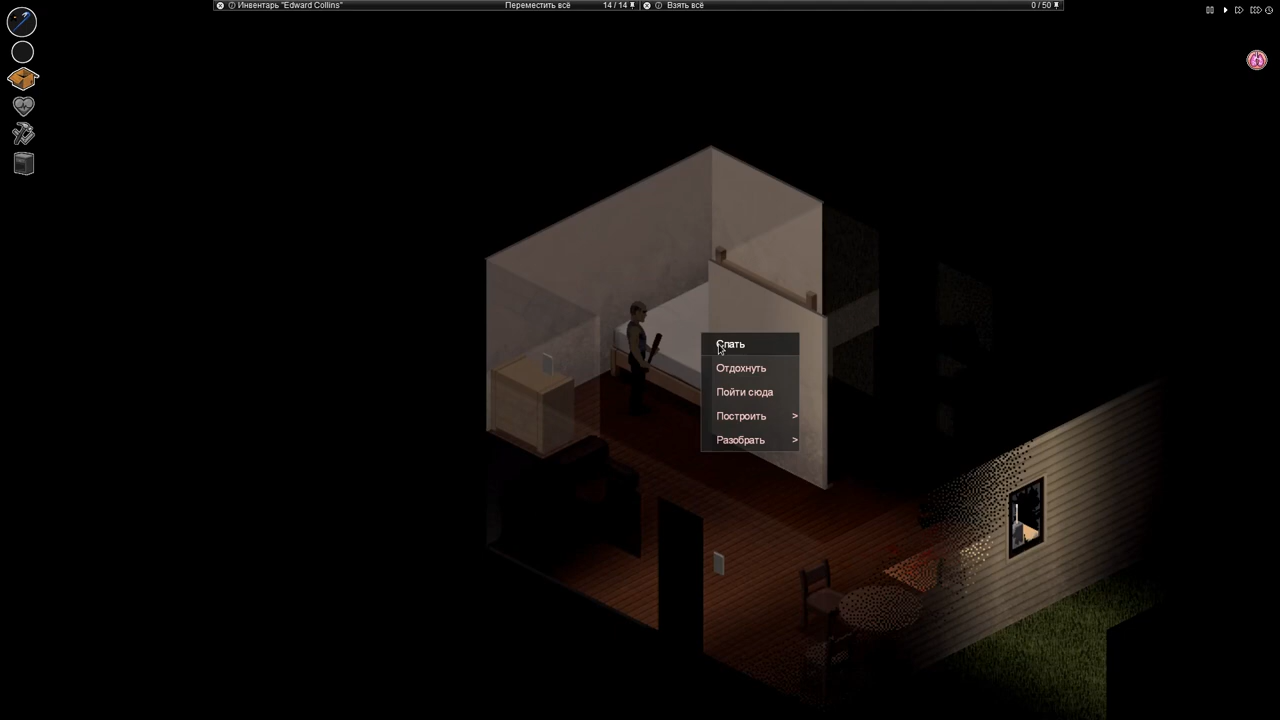 Инвентарь "Edward Collins" Переместить всё 14 / 14 Взять всё 0 / 50
Спать
Отдохнуть
Пойти сюда
Построить >
Разобрать >